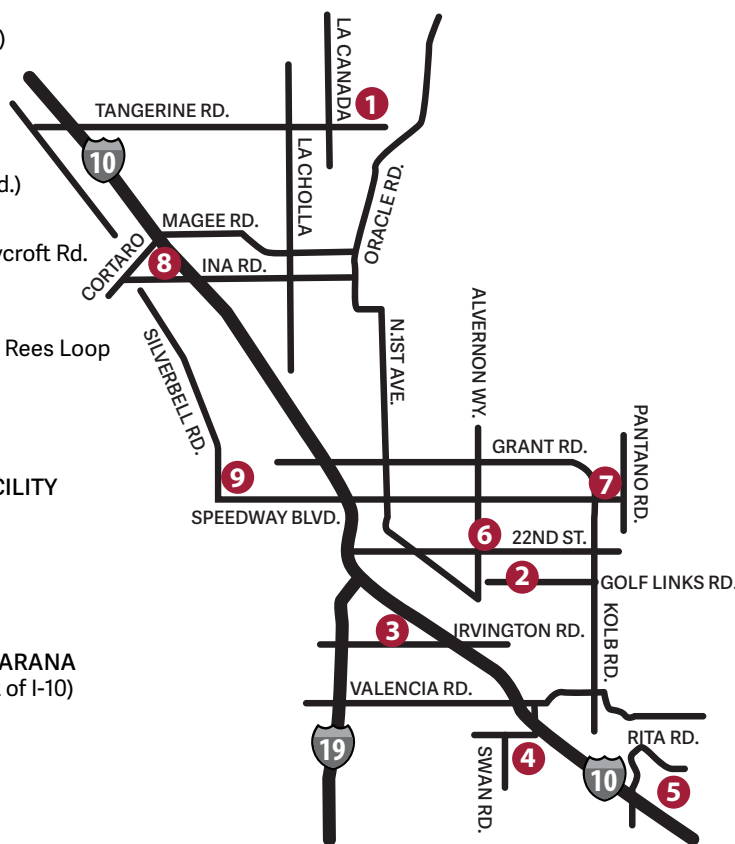 )
d.)
ycroft Rd.
Rees Loop
CILITY
ARANA
of I-10)
LA CANADA
1
TANGERINE RD.
10
LA CHOLLA
ORACLE RD.
MAGEE RD.
CORTARO
8
INA RD.
SILVERBELL RD.
N.1ST AVE.
ALVERNON WY.
PANTANO RD.
GRANT RD.
9
7
SPEEDWAY BLVD.
6
22ND ST.
2
GOLF LINKS RD.
3
IRVINGTON RD.
KOLB RD.
VALENCIA RD.
19
SWAN RD.
4
10
RITA RD.
5